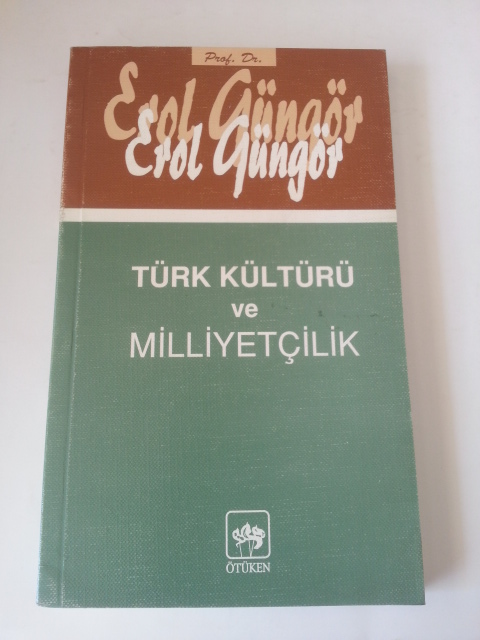 Prof. Dr.
Erol Güngör
Erol Güngör
TÜRK KÜLTÜRÜ
ve
MİLLİYETÇİLİK
ÖTÜKEN